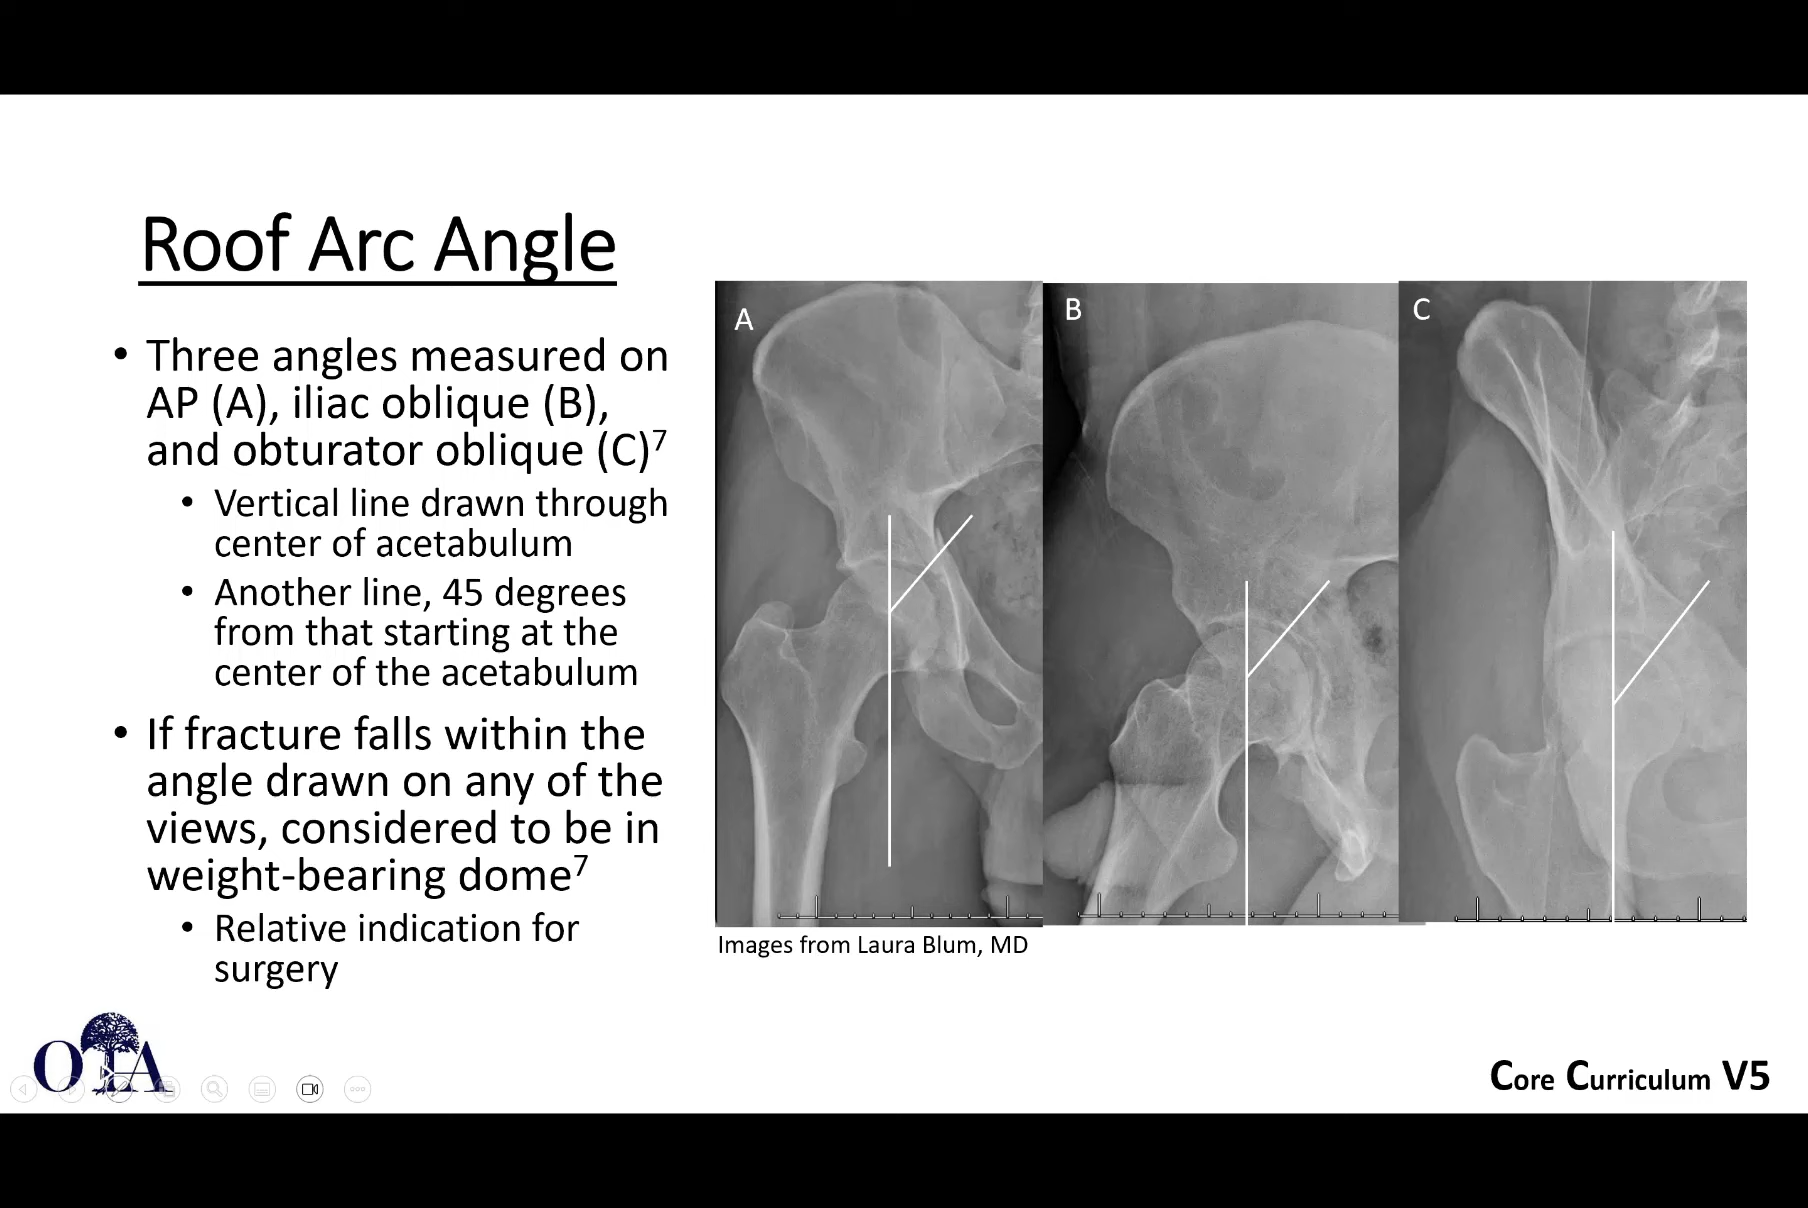 Roof Arc Angle
• Three angles measured on
AP (A), iliac oblique (B),
and obturator oblique (C)⁷
• Vertical line drawn through
center of acetabulum
• Another line, 45 degrees
from that starting at the
center of the acetabulum
• If fracture falls within the
angle drawn on any of the
views, considered to be in
weight-bearing dome⁷
• Relative indication for
surgery
A
B
C
Images from Laura Blum, MD
OTA
Core Curriculum V5